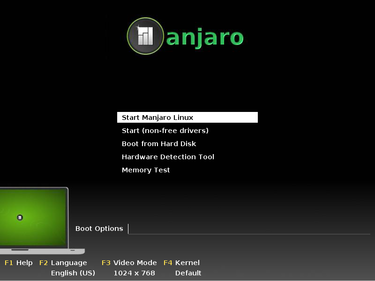 anjaro
Start Manjaro Linux
Start (non-free drivers)
Boot from Hard Disk
Hardware Detection Tool
Memory Test
Boot Options
F1 Help F2 Language F3 Video Mode F4 Kernel
English (US) 1024 x 768 Default